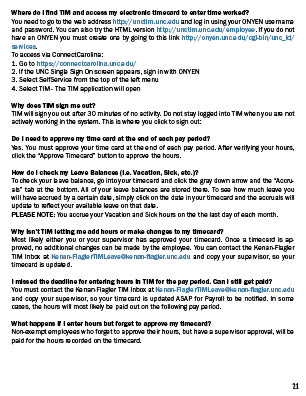 Where do I find TIM and access my electronic timecard to enter time worked?
You need to go to the web address http://unctim.unc.edu and log in using your ONYEN username
and password. You can also try the HTML version http://unctim.unc.edu/employee. If you do not
have an ONYEN you must create one by going to this link http://onyen.unc.edu/cgi-bin/unc_id/
services.
To access via ConnectCarolina:
1. Go to https://connectcarolina.unc.edu/
2. If the UNC Single Sign On screen appears, sign in with ONYEN
3. Select Self Service from the top of the left menu
4. Select TIM - The TIM application will open
Why does TIM sign me out?
TIM will sign you out after 30 minutes of no activity. Do not stay logged into TIM when you are not
actively working in the system. This is where you click to sign out:
Do I need to approve my time card at the end of each pay period?
Yes. You must approve your time card at the end of each pay period. After verifying your hours,
click the "Approve Timecard" button to approve the hours.
How do I check my Leave Balances (i.e. Vacation, Sick, etc.)?
To check your leave balance, go into your timecard and click the gray down arrow and the "Accru-
als" tab at the bottom. All of your leave balances are stored there. To see how much leave you
will have accrued by a certain date, simply click on the date in your timecard and the accruals will
update to reflect your available leave on that date.
PLEASE NOTE: You accrue your Vacation and Sick hours on the the last day of each month.
Why isn't TIM letting me add hours or make changes to my timecard?
Most likely either you or your supervisor has approved your timecard. Once a timecard is ap-
proved, no additional changes can be made by the employee. You can contact the Kenan-Flagler
TIM Inbox at Kenan-FlaglerTIMLeave@kenan-flagler.unc.edu and copy your supervisor, so your
timecard is updated.
I missed the deadline for entering hours in TIM for the pay period. Can I still get paid?
You must contact the Kenan-Flagler TIM Inbox at Kenan-FlaglerTIMLeave@kenan-flagler.unc.edu
and copy your supervisor, so your timecard is updated ASAP for Payroll to be notified. In some
cases, the hours will most likely be paid out on the following pay period.
What happens if I enter hours but forgot to approve my timecard?
Non-exempt employees who forget to approve their hours, but have a supervisor approval, will be
paid for the hours recorded on the timecard.
21